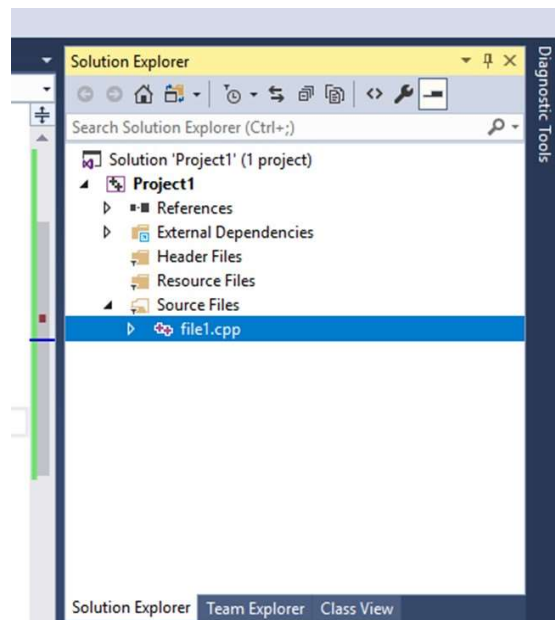 Solution Explorer
Diagnostic Tools
Search Solution Explorer (Ctrl+;)
Solution 'Project1' (1 project)
Project1
References
External Dependencies
Header Files
Resource Files
Source Files
file1.cpp
Solution Explorer Team Explorer Class View